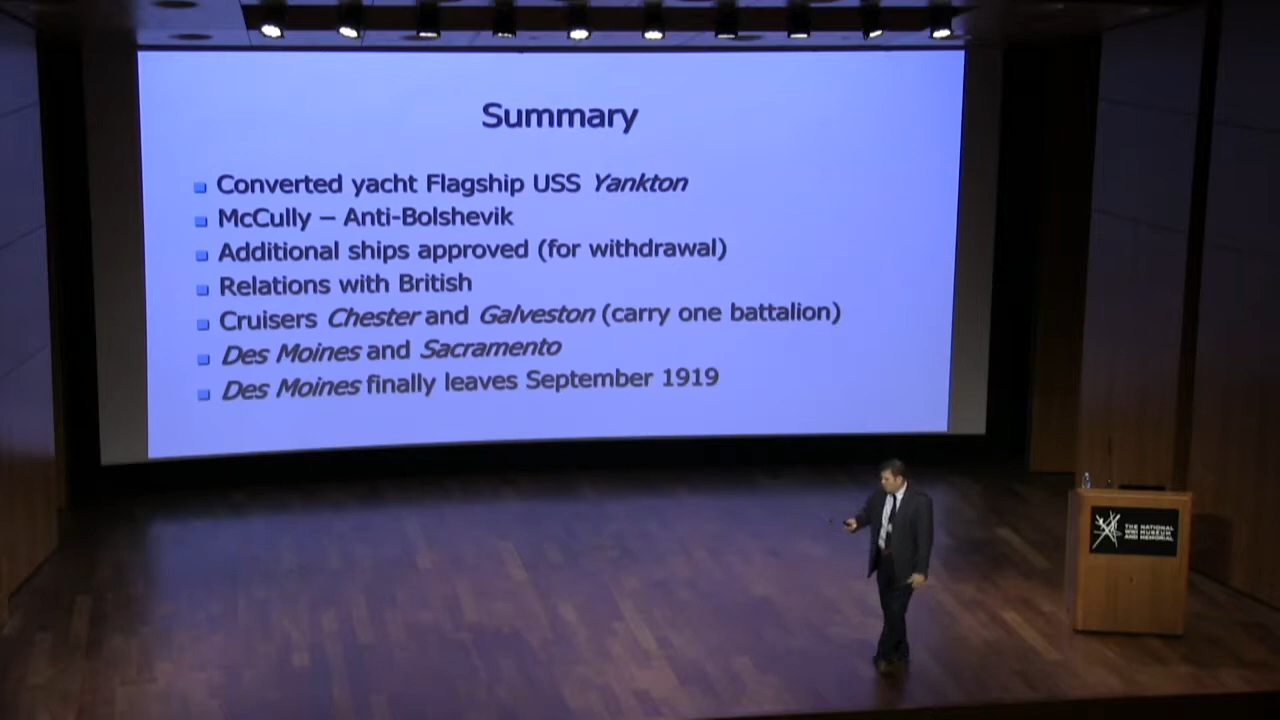 Summary
Converted yacht Flagship USS Yankton
McCully – Anti-Bolshevik
Additional ships approved (for withdrawal)
Relations with British
Cruisers Chester and Galveston (carry one battalion)
Des Moines and Sacramento
Des Moines finally leaves September 1919
THE NATIONAL
WWI MUSEUM
AND MEMORIAL